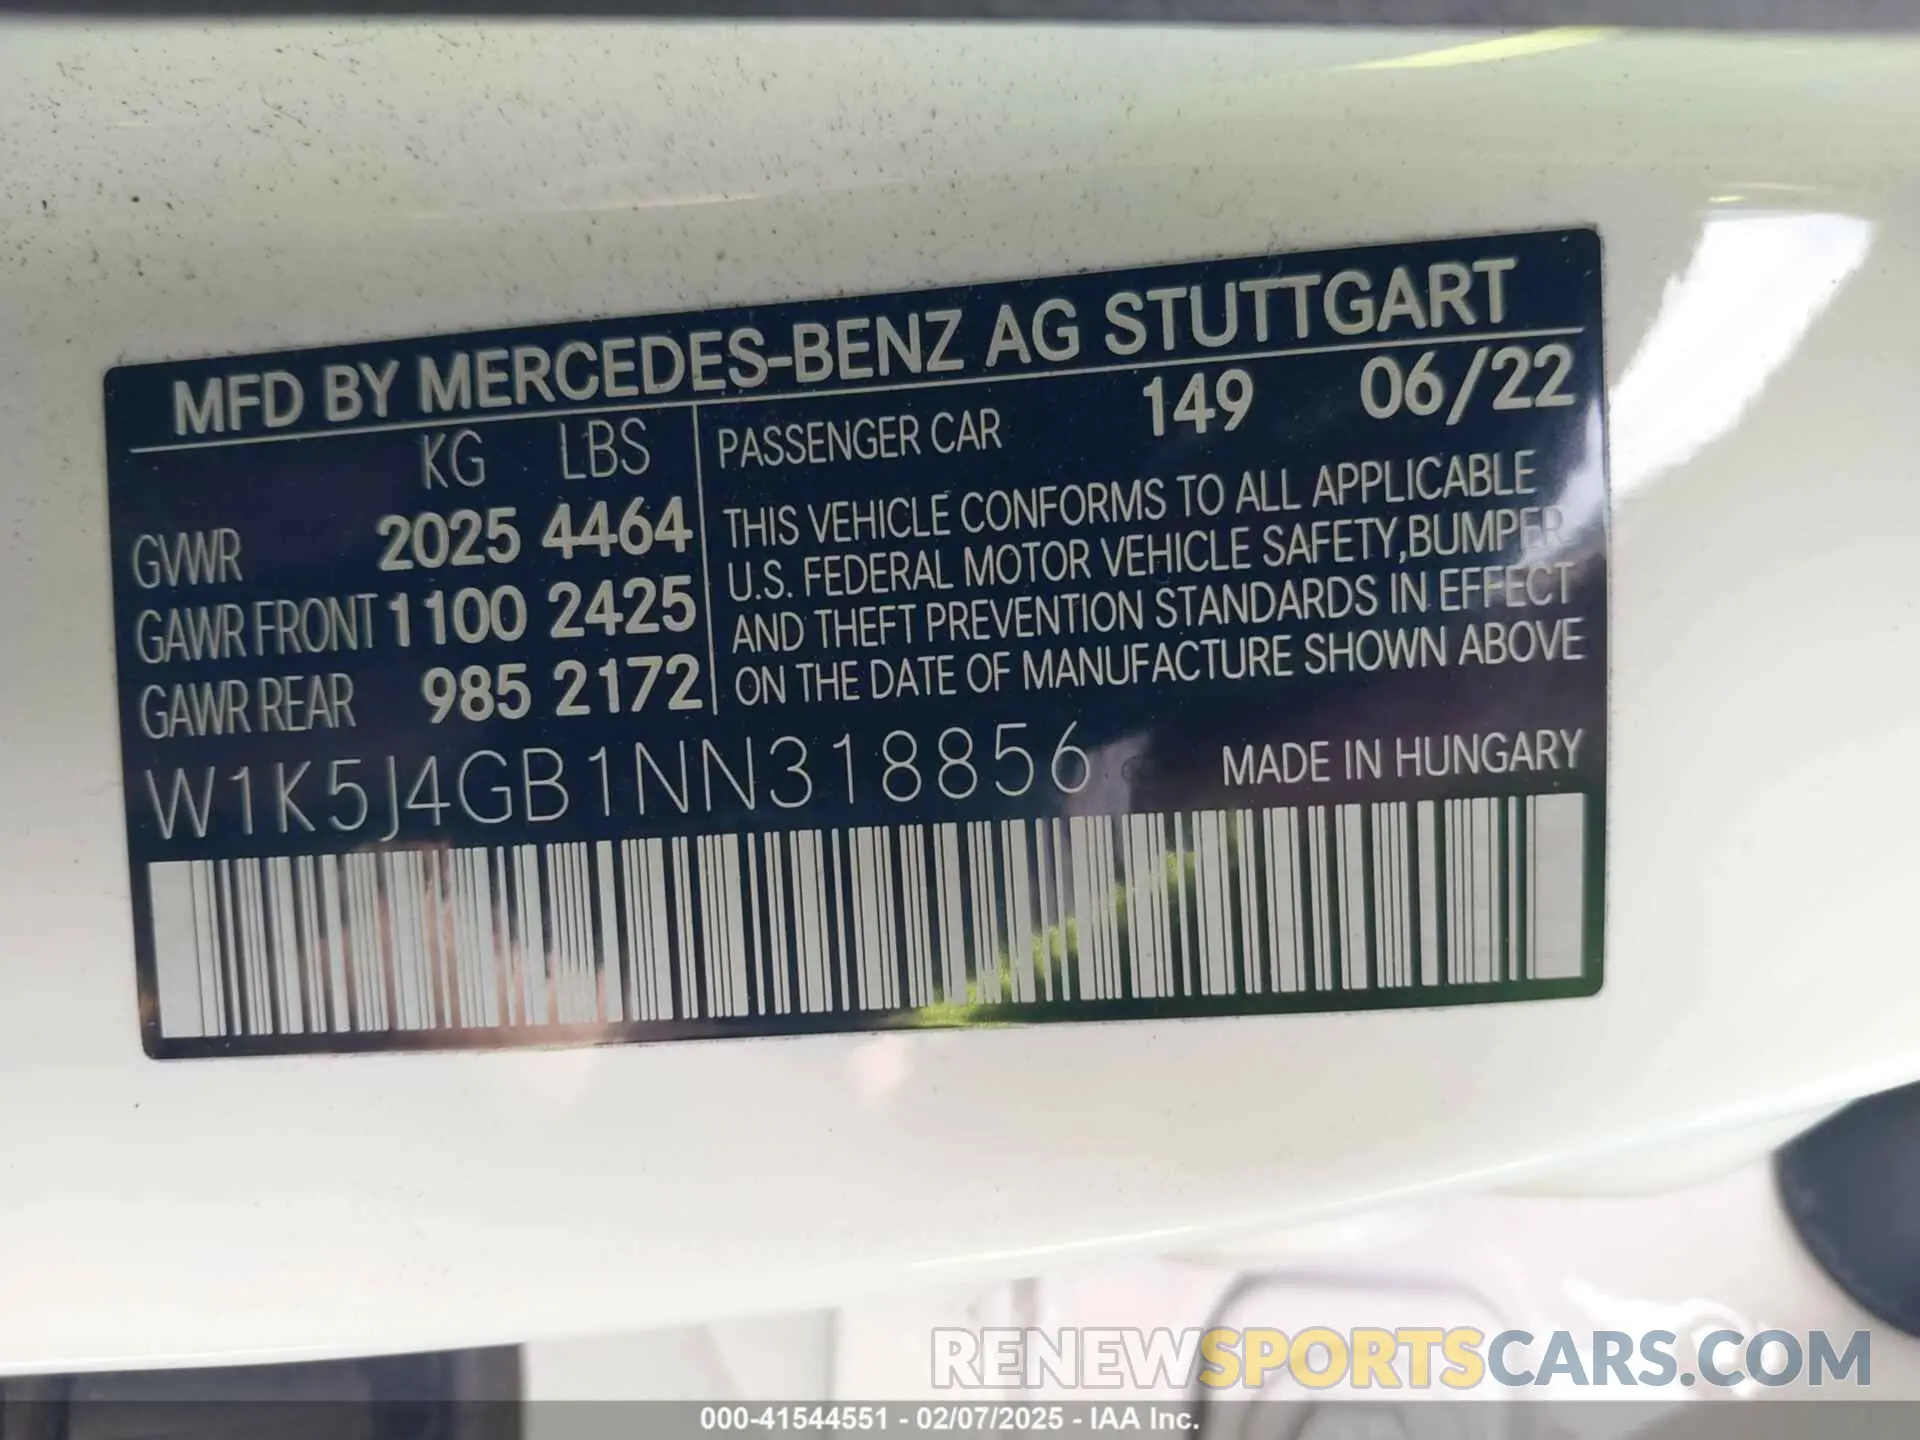 MFD BY MERCEDES-BENZ AG STUTTGART
KG LBS
GVWR 2025 4464
GAWR FRONT 1100 2425
GAWR REAR 985 2172
PASSENGER CAR 149 06/22
THIS VEHICLE CONFORMS TO ALL APPLICABLE
U.S. FEDERAL MOTOR VEHICLE SAFETY,BUMPER
AND THEFT PREVENTION STANDARDS IN EFFECT
ON THE DATE OF MANUFACTURE SHOWN ABOVE
W1K5J4GB1NN318856 MADE IN HUNGARY
RENEWSPORTSCARS.COM
000-41544551 - 02/07/2025 - IAA Inc.